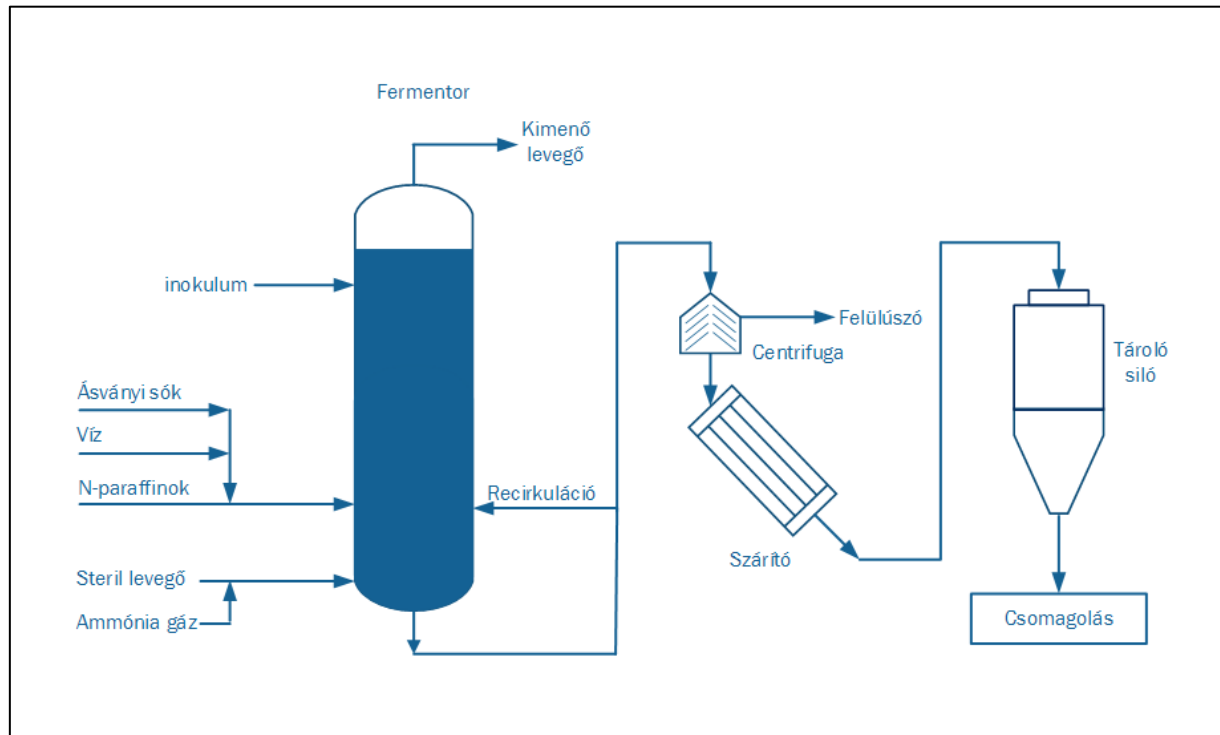 Fermentor
Kimenő
levegő
inokulum
Felülúszó
Centrifuga
Tároló
siló
Ásványi sók
Víz
N-paraffinok
Recirkuláció
Szárító
Steril levegő
Ammónia gáz
Csomagolás